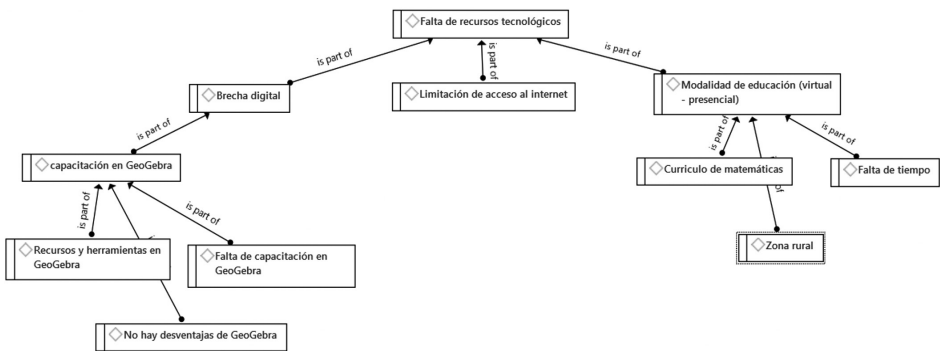 Falta de recursos tecnológicos
is part of
is part of
is part of
Brecha digital
Limitación de acceso al internet
Modalidad de educación (virtual
- presencial)
is part of
is part of
is part of
capacitación en GeoGebra
Curriculo de matemáticas
Falta de tiempo
is part of
is part of
Recursos y herramientas en
GeoGebra
Falta de capacitación en
GeoGebra
Zona rural
No hay desventajas de GeoGebra